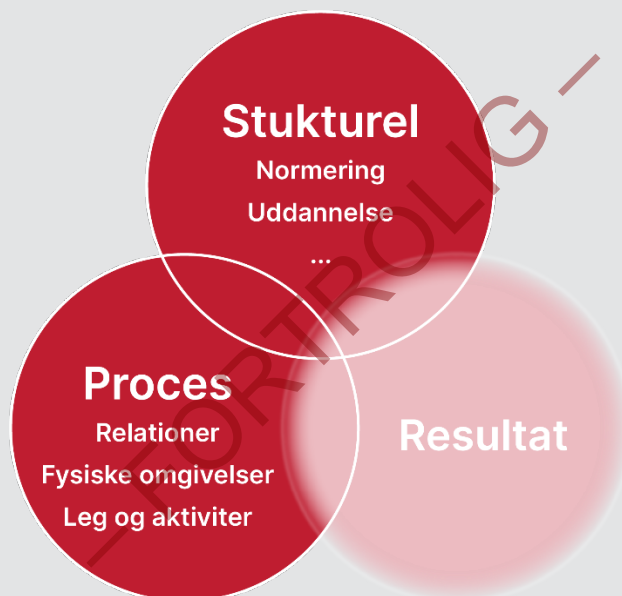 Stukturel
Normering
Uddannelse
...
Proces
Relationer
Fysiske omgivelser
Leg og aktiviter
Resultat
— FORTROLIG —